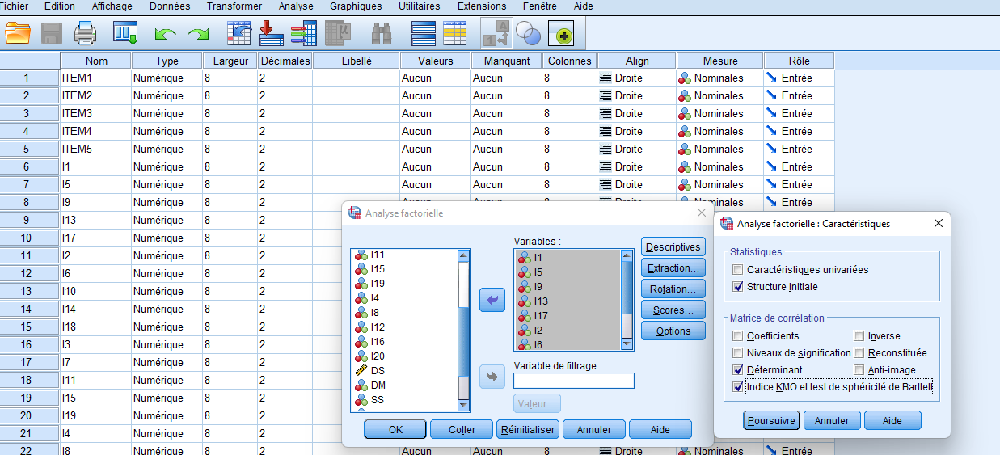 Fichier Edition Affichage Données Transformer Analyse Graphiques Utilitaires Extensions Fenêtre Aide
Nom Type Largeur Décimales Libellé Valeurs Manquant Colonnes Align Mesure Rôle
1 ITEM1 Numérique 8 2 Aucun Aucun 8 Droite Nominales Entrée
2 ITEM2 Numérique 8 2 Aucun Aucun 8 Droite Nominales Entrée
3 ITEM3 Numérique 8 2 Aucun Aucun 8 Droite Nominales Entrée
4 ITEM4 Numérique 8 2 Aucun Aucun 8 Droite Nominales Entrée
5 ITEM5 Numérique 8 2 Aucun Aucun 8 Droite Nominales Entrée
6 I1 Numérique 8 2 Aucun Aucun 8 Droite Nominales Entrée
7 I5 Numérique 8 2 Aucun Aucun 8 Droite Nominales Entrée
8 I9 Numérique 8 2 Aucun Aucun 8 Droite Nominales Entrée
9 I13 Numérique 8 2
10 I17 Numérique 8 2
11 I2 Numérique 8 2
12 I6 Numérique 8 2
13 I10 Numérique 8 2
14 I14 Numérique 8 2
15 I18 Numérique 8 2
16 I3 Numérique 8 2
17 I7 Numérique 8 2
18 I11 Numérique 8 2
19 I15 Numérique 8 2
20 I19 Numérique 8 2
21 I4 Numérique 8 2
22 I8 Numérique 8 2 Aucun Aucun 8 Droite Nominales Entrée
Analyse factorielle
I11
I15
I19
I4
I8
I12
I16
I20
DS
DM
SS
Variables :
I1
I5
I9
I13
I17
I2
I6
Variable de filtrage :
Valeur...
Descriptives
Extraction...
Rotation...
Scores...
Options
OK Coller Réinitialiser Annuler Aide
Analyse factorielle : Caractéristiques
Statistiques
Caractéristiques univariées
Structure initiale
Matrice de corrélation
Coefficients Inverse
Niveaux de signification Reconstituée
Déterminant Anti-image
Indice KMO et test de sphéricité de Bartlett
Poursuivre Annuler Aide